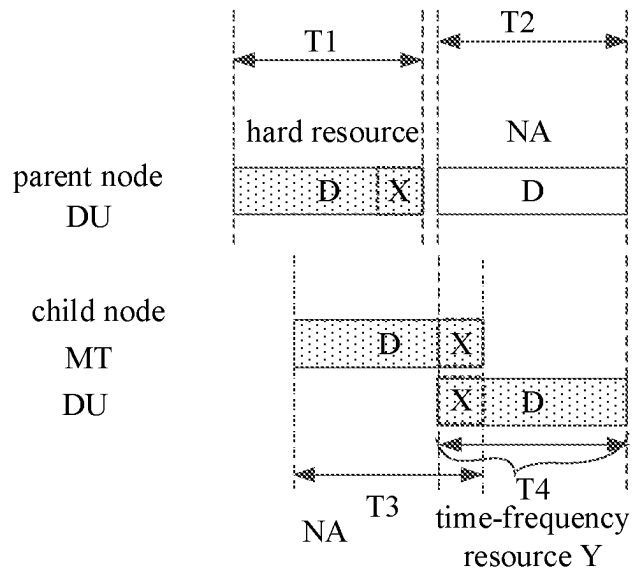 T1
T2
hard resource
NA
parent node
DU
D
X
D
child node
MT
D
X
DU
X
D
T3
T4
NA
time-frequency
resource Y